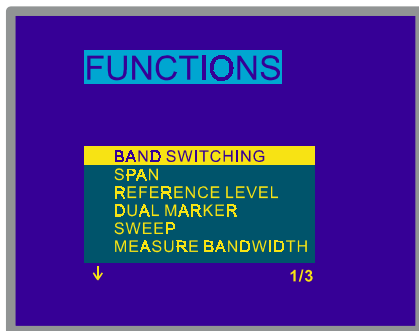 FUNCTIONS
BAND SWITCHING
SPAN
REFERENCE LEVEL
DUAL MARKER
SWEEP
MEASURE BANDWIDTH
↓ 1/3